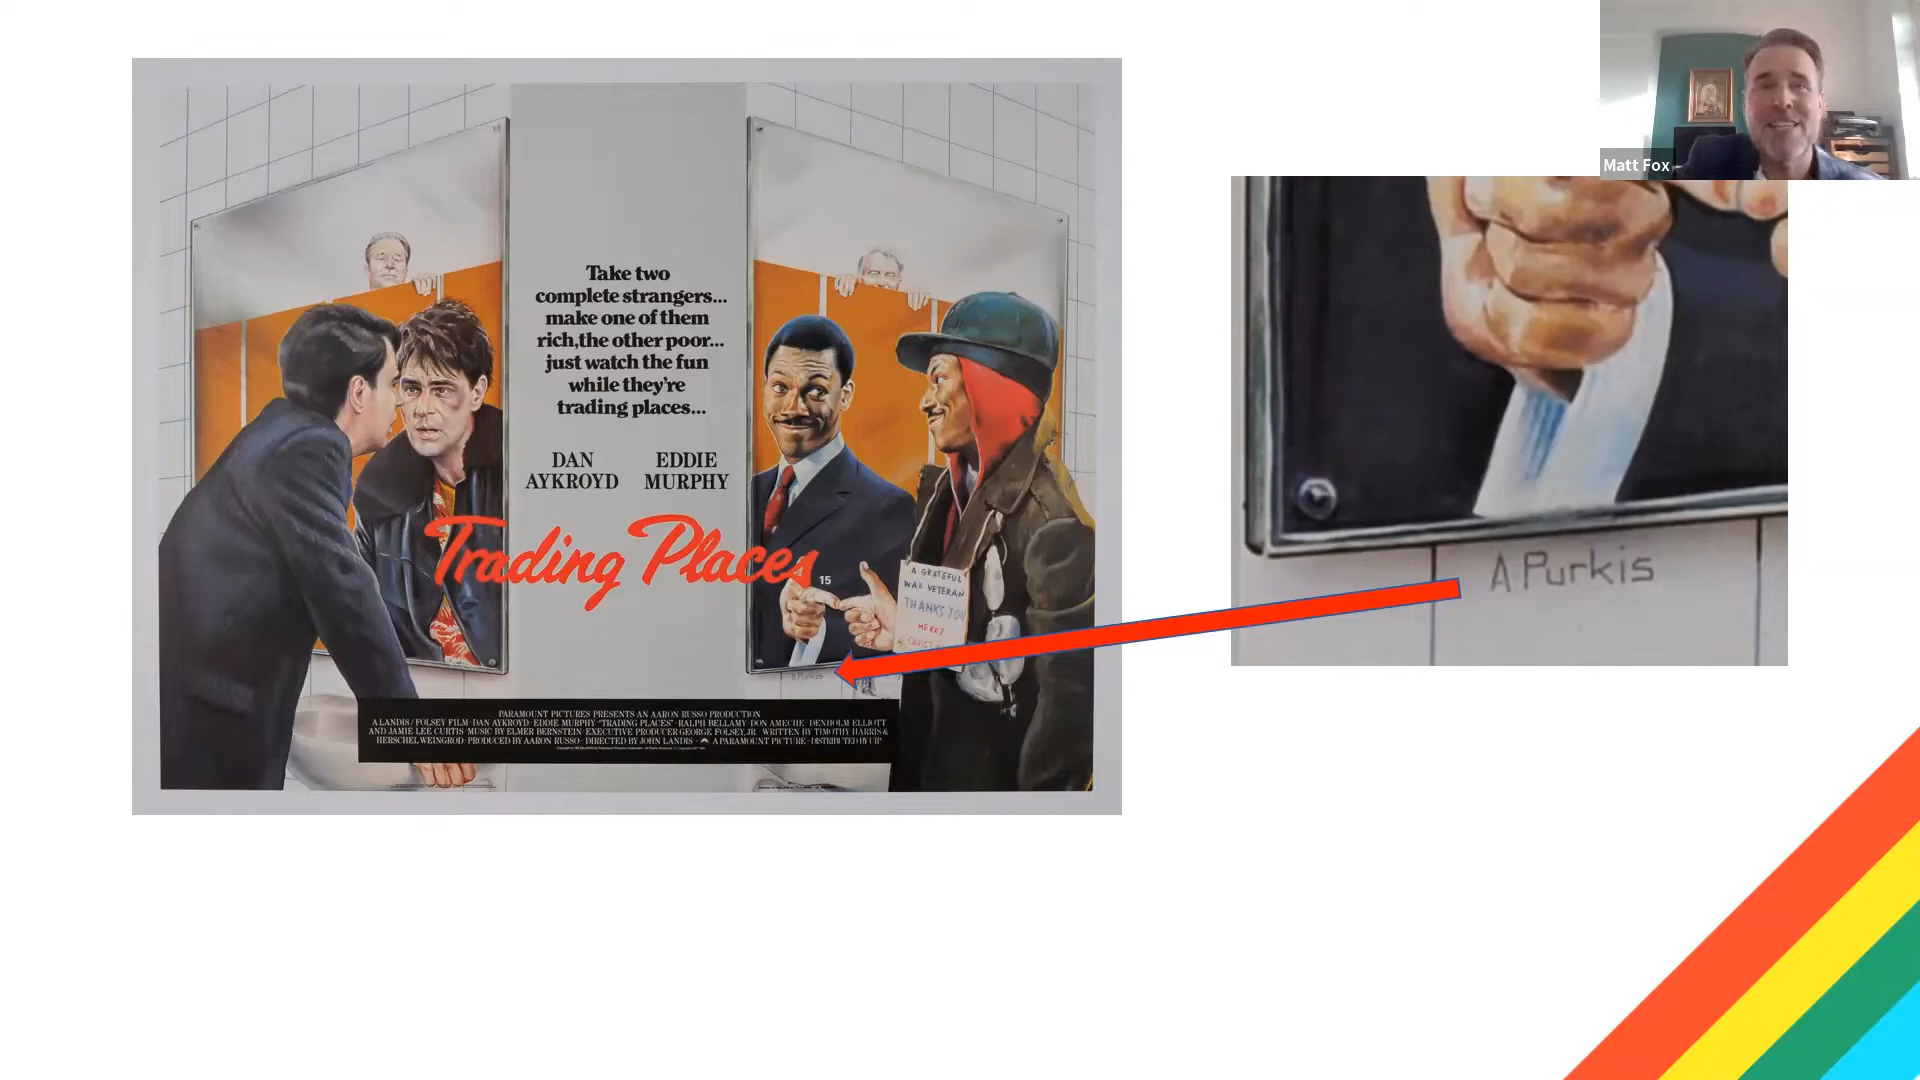 Take two
complete strangers...
make one of them
rich,the other poor...
just watch the fun
while they're
trading places...
DAN
AYKROYD
EDDIE
MURPHY
Trading Places
15
A GRATEFUL
WAR VETERAN
THANKS YOU
MERRY
A Purkis
PARAMOUNT PICTURES PRESENTS AN AARON RUSSO PRODUCTION
A LANDIS/FOLSEY FILM · DAN AYKROYD · EDDIE MURPHY · "TRADING PLACES" · RALPH BELLAMY · DON AMECHE · DENHOLM ELLIOTT
AND JAMIE LEE CURTIS · MUSIC BY ELMER BERNSTEIN · EXECUTIVE PRODUCER GEORGE FOLSEY, JR. · WRITTEN BY TIMOTHY HARRIS &
HERSCHEL WEINGROD · PRODUCED BY AARON RUSSO · DIRECTED BY JOHN LANDIS · A PARAMOUNT PICTURE · DISTRIBUTED BY UIP
Matt Fox
A Purkis